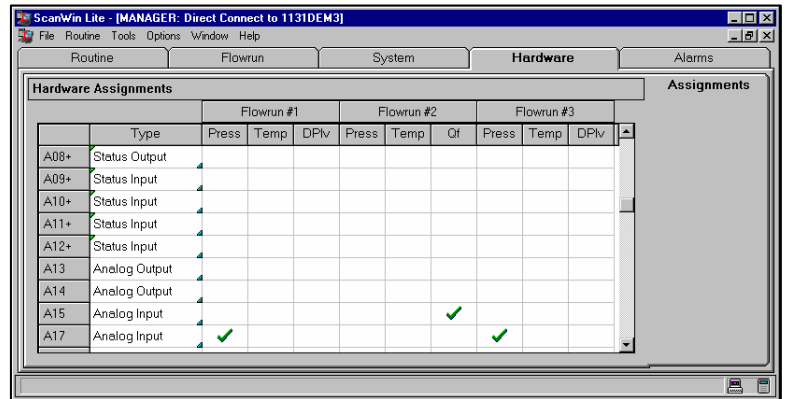 ScanWin Lite - [MANAGER: Direct Connect to 1131DEM3]
File Routine Tools Options Window Help
Routine Flowrun System Hardware Alarms
Hardware Assignments
Assignments
Flowrun #1 Flowrun #2 Flowrun #3
Type Press Temp DPlv Press Temp Qf Press Temp DPlv
A08+ Status Output
A09+ Status Input
A10+ Status Input
A11+ Status Input
A12+ Status Input
A13 Analog Output
A14 Analog Output
A15 Analog Input
A17 Analog Input